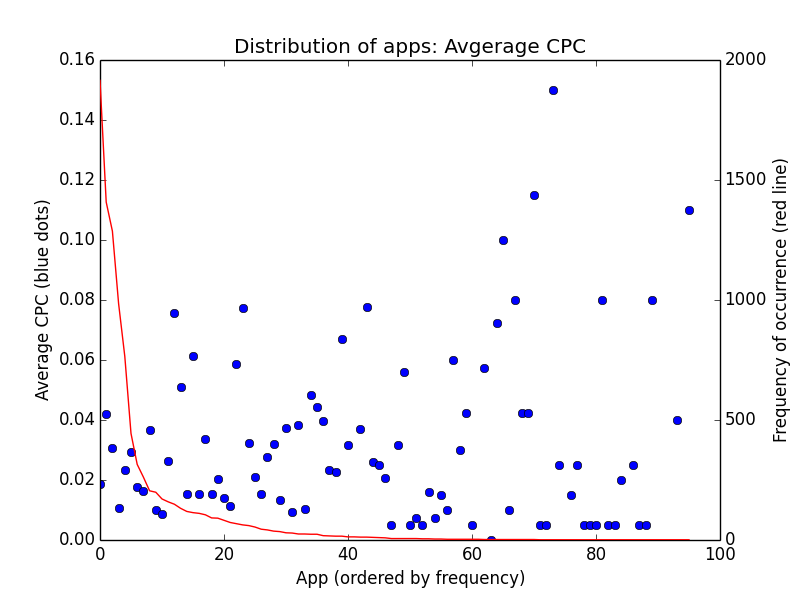 Distribution of apps: Avgerage CPC
0.16
0.14
0.12
0.10
0.08
0.06
0.04
0.02
0.00
Average CPC (blue dots)
2000
1500
1000
500
0
Frequency of occurrence (red line)
0 20 40 60 80 100
App (ordered by frequency)